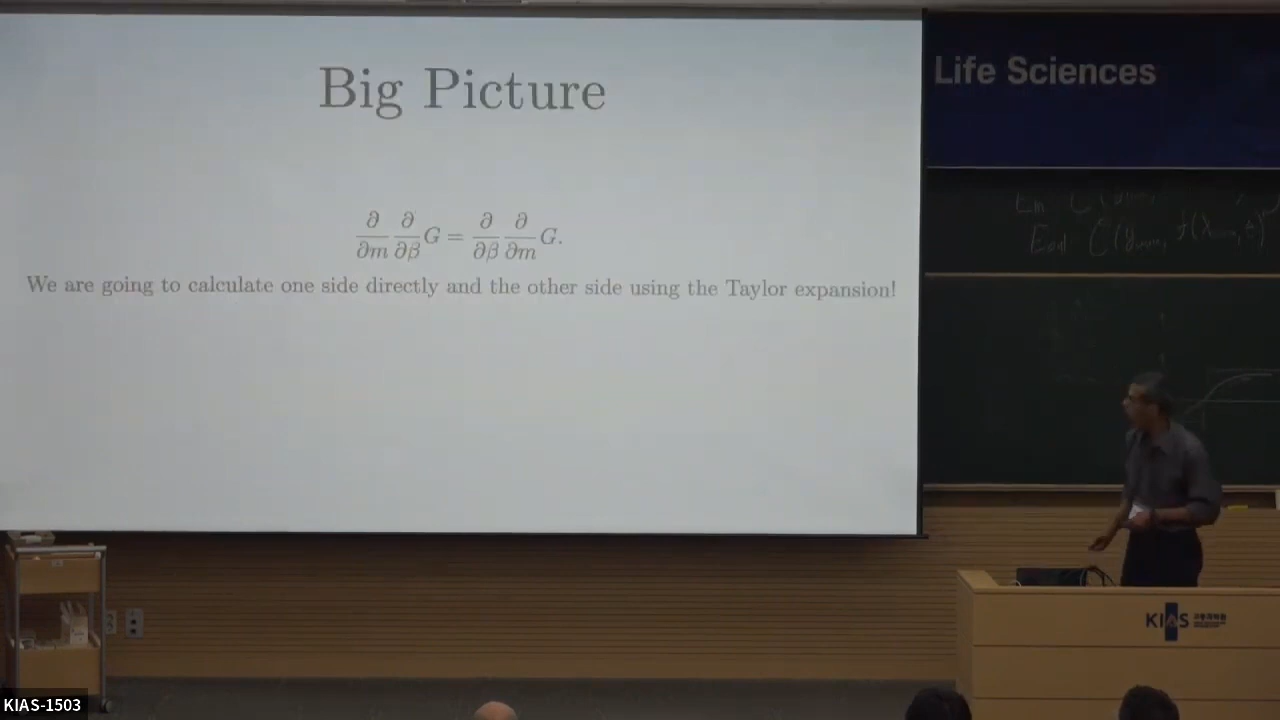 Big Picture
∂/∂m ∂/∂β G = ∂/∂β ∂/∂m G.
We are going to calculate one side directly and the other side using the Taylor expansion!
Life Sciences
KIAS
KIAS-1503